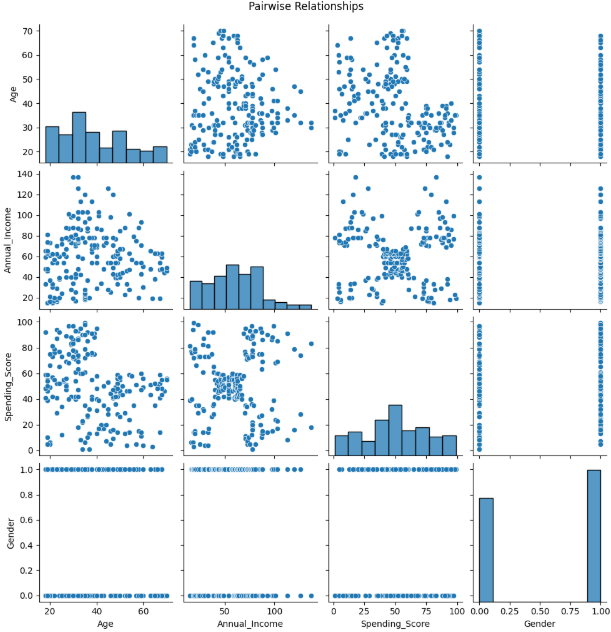 Pairwise Relationships
70
60
50
40
30
20
Age
140
120
100
80
60
40
20
Annual_Income
100
80
60
40
20
0
Spending_Score
1.0
0.8
0.6
0.4
0.2
0.0
Gender
20 40 60
Age
50 100
Annual_Income
0 25 50 75 100
Spending_Score
0.00 0.25 0.50 0.75 1.00
Gender